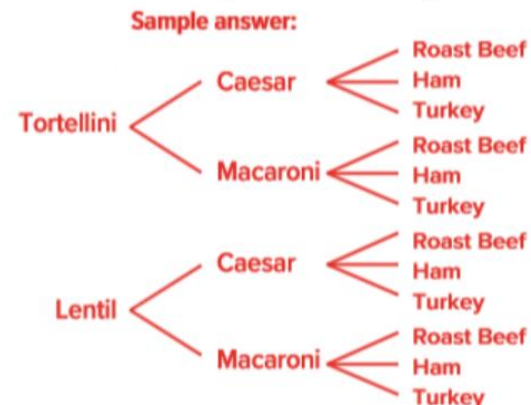 Sample answer:
Roast Beef
Caesar
Ham
Turkey
Tortellini
Roast Beef
Macaroni
Ham
Turkey
Roast Beef
Caesar
Ham
Turkey
Lentil
Roast Beef
Macaroni
Ham
Turkey